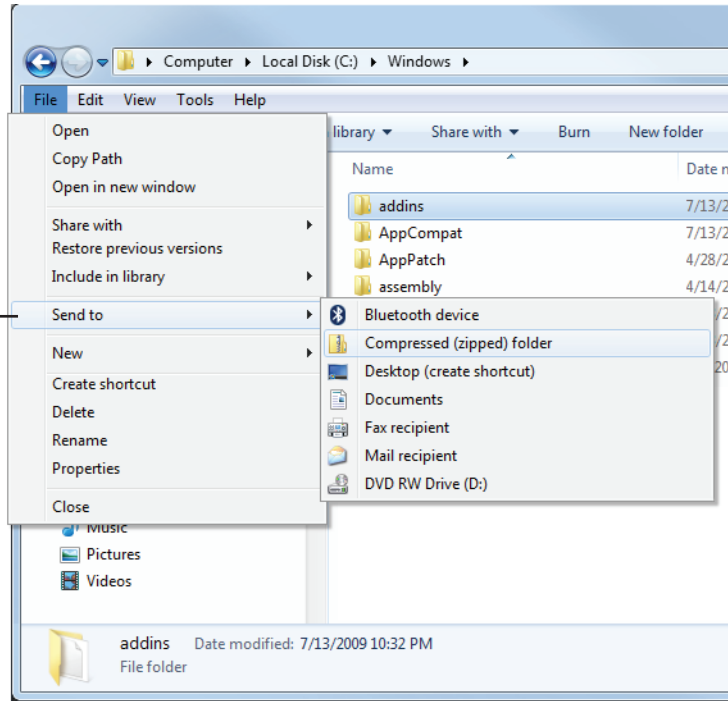 Computer Local Disk (C:) Windows
File Edit View Tools Help
library Share with Burn New folder
Open
Copy Path
Open in new window
Share with
Restore previous versions
Include in library
Send to
New
Create shortcut
Delete
Rename
Properties
Close
Name Date
addins 7/13/2
AppCompat 7/13/2
AppPatch 4/28/2
assembly 4/14/2
Bluetooth device
Compressed (zipped) folder
Desktop (create shortcut)
Documents
Fax recipient
Mail recipient
DVD RW Drive (D:)
Music
Pictures
Videos
addins Date modified: 7/13/2009 10:32 PM
File folder